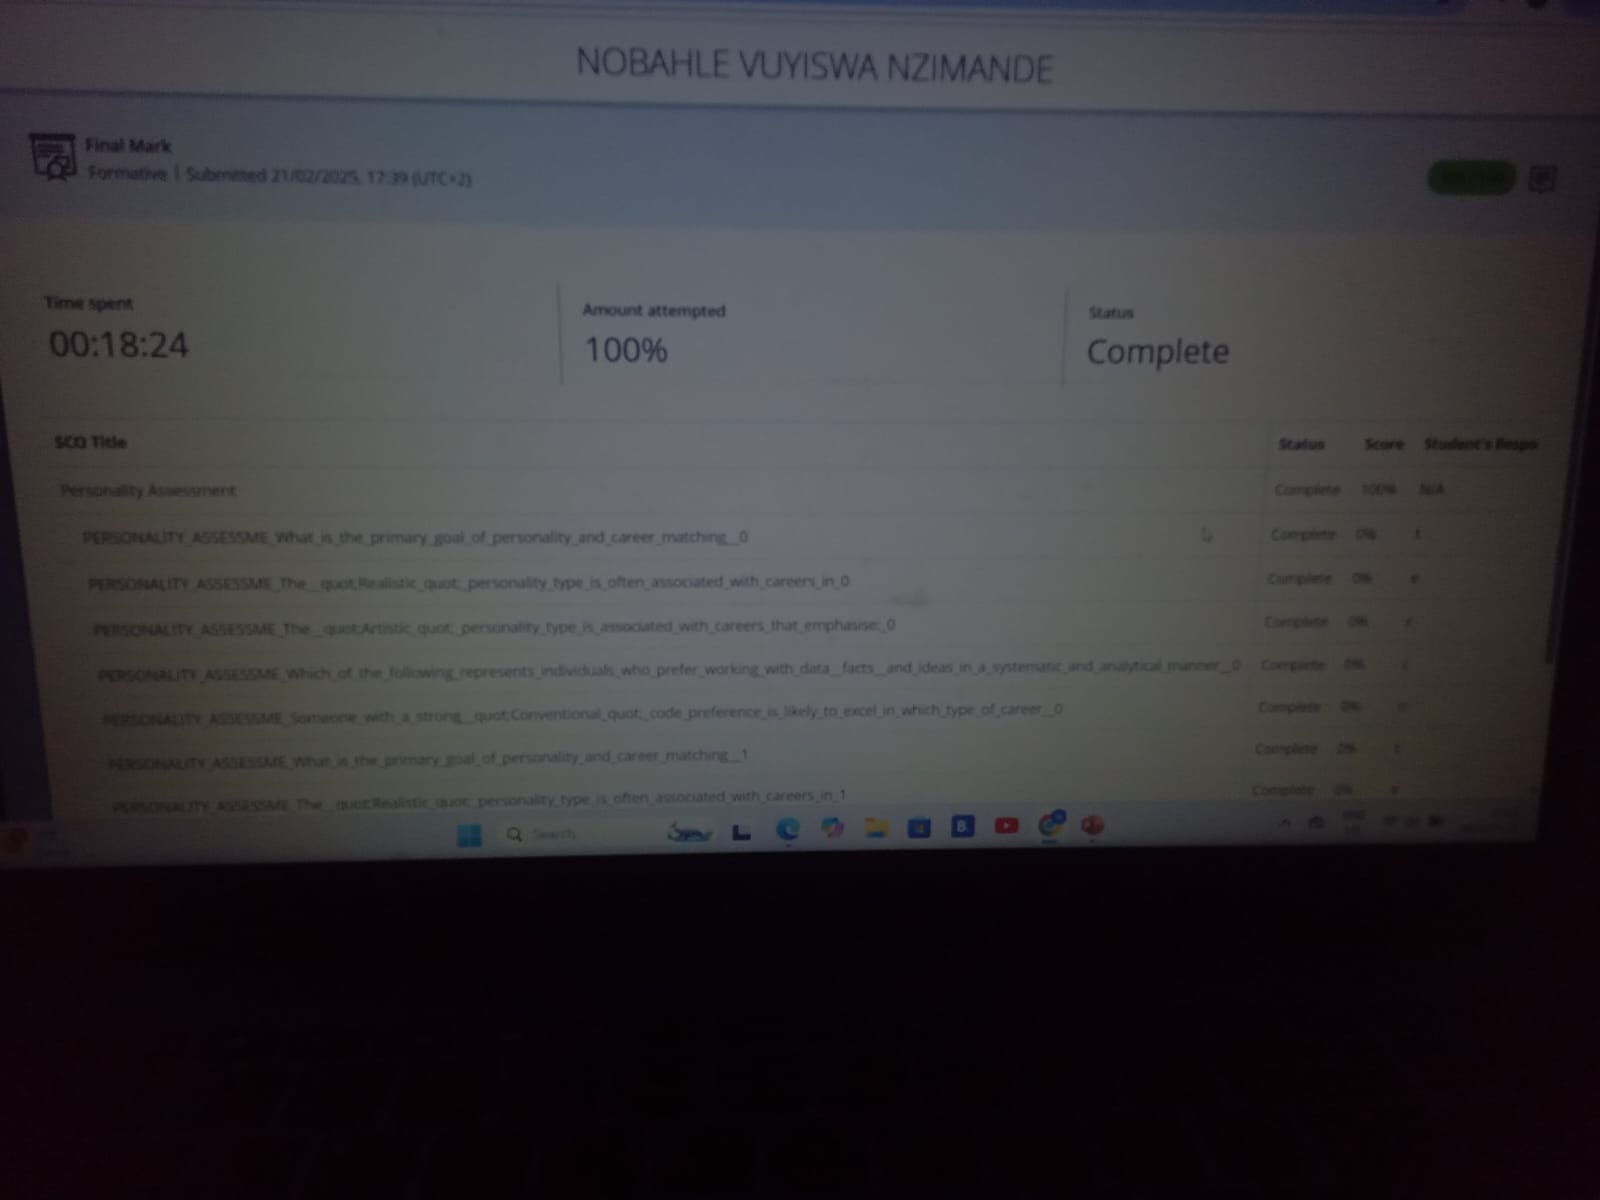 NOBAHLE VUYISWA NZIMANDE
Final Mark
Formative | Submitted 21/02/2025, 17:39 (UTC+2)
Time spent
00:18:24
Amount attempted
100%
Status
Complete
SCO Title Status Score Student's Respo
Personality Assessment Complete 100% N/A
PERSONALITY_ASSESSME_What_is_the_primary_goal_of_personality_and_career_matching__0 Complete 0% t
PERSONALITY_ASSESSME_The__quot;Realistic_quot;_personality_type_is_often_associated_with_careers_in_0 Complete 0%
PERSONALITY_ASSESSME_The__quot;Artistic_quot;_personality_type_is_associated_with_careers_that_emphasise:_0 Complete 0%
PERSONALITY_ASSESSME_Which_of_the_following_represents_individuals_who_prefer_working_with_data__facts__and_ideas_in_a_systematic_and_analytical_manner__0 Complete 0%
PERSONALITY_ASSESSME_Someone_with_a_strong__quot;Conventional_quot;_code_preference_is_likely_to_excel_in_which_type_of_career__0 Complete 0%
PERSONALITY_ASSESSME_What_is_the_primary_goal_of_personality_and_career_matching__1 Complete 0% t
PERSONALITY_ASSESSME_The__quot;Realistic_quot;_personality_type_is_often_associated_with_careers_in_1 Complete 0%
Search